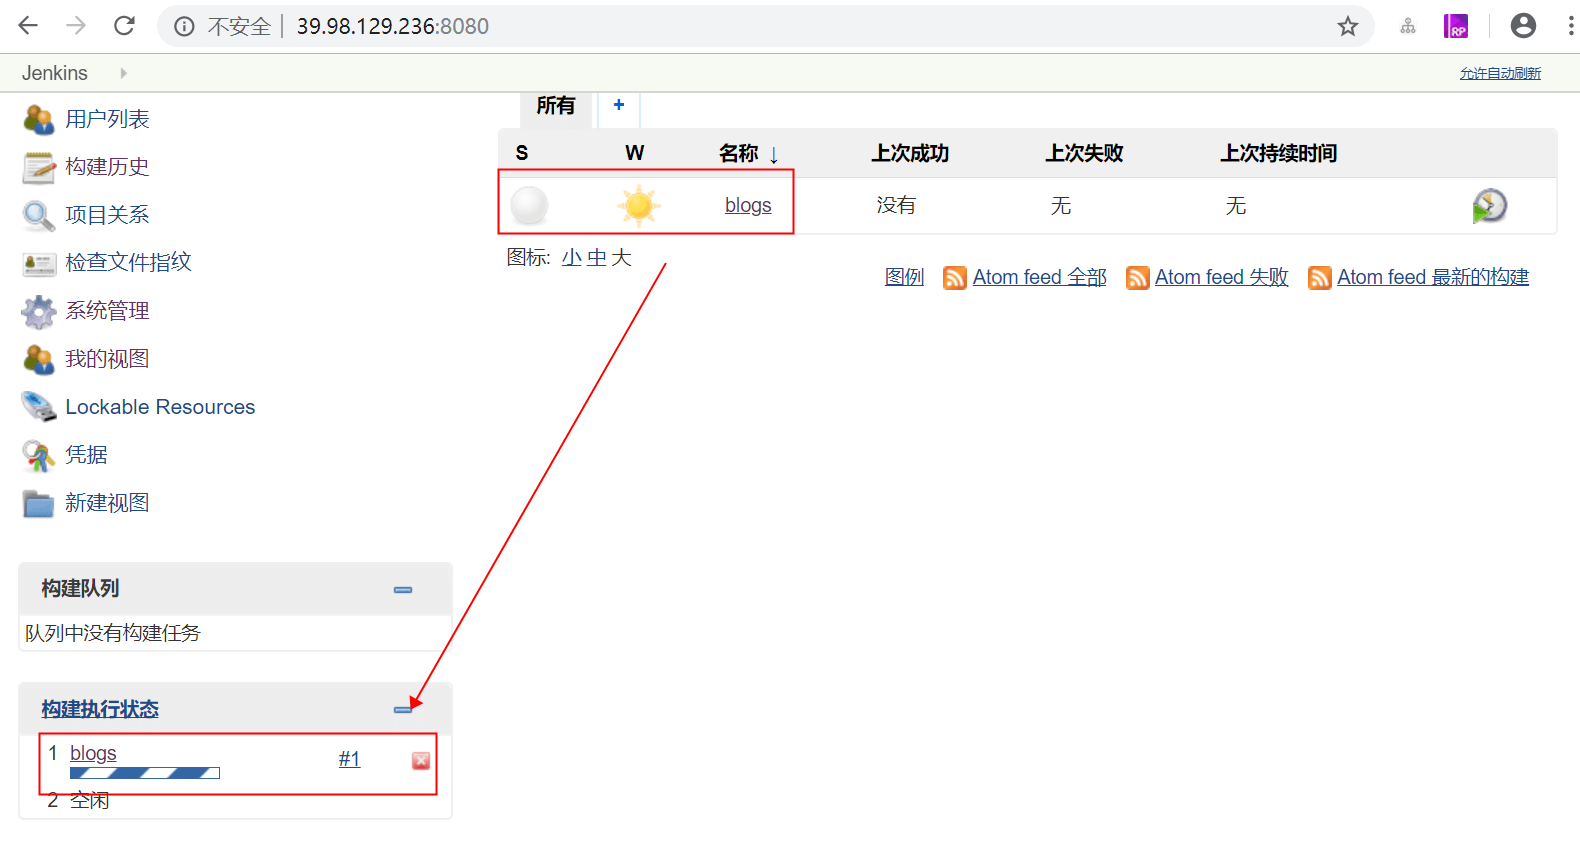 不安全 39.98.129.236:8080
RP
Jenkins 允许自动刷新
用户列表
构建历史
项目关系
检查文件指纹
系统管理
我的视图
Lockable Resources
凭据
新建视图
构建队列
队列中没有构建任务
构建执行状态
1 blogs #1
2 空闲
所有 +
S W 名称 ↓ 上次成功 上次失败 上次持续时间
blogs 没有 无 无
图标: 小 中 大
图例 Atom feed 全部 Atom feed 失败 Atom feed 最新的构建